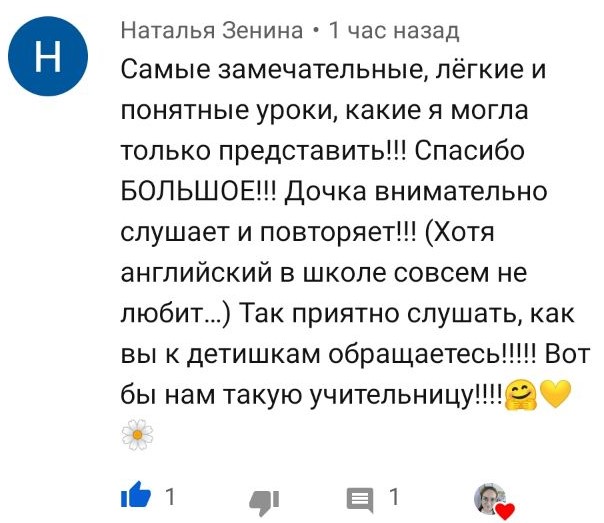 Н
Наталья Зенина • 1 час назад
Самые замечательные, лёгкие и
понятные уроки, какие я могла
только представить!!! Спасибо
БОЛЬШОЕ!!! Дочка внимательно
слушает и повторяет!!! (Хотя
английский в школе совсем не
любит...) Так приятно слушать, как
вы к детишкам обращаетесь!!!!! Вот
бы нам такую учительницу!!!!🤗💛
🌼
1 1